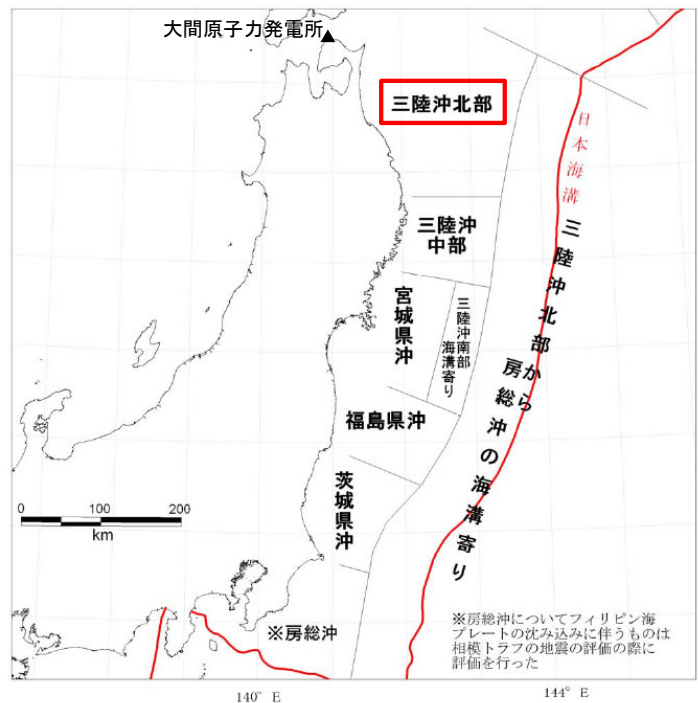 大間原子力発電所
三陸沖北部
日本海溝
三陸沖
中部
三陸沖北部から
房総沖の海溝寄り
宮城県沖
三陸沖南部
海溝寄り
福島県沖
茨城県沖
0 100 200
km
※房総沖
※房総沖についてフィリピン海
プレートの沈み込みに伴うものは
相模トラフの地震の評価の際に
評価を行った
140° E
144° E